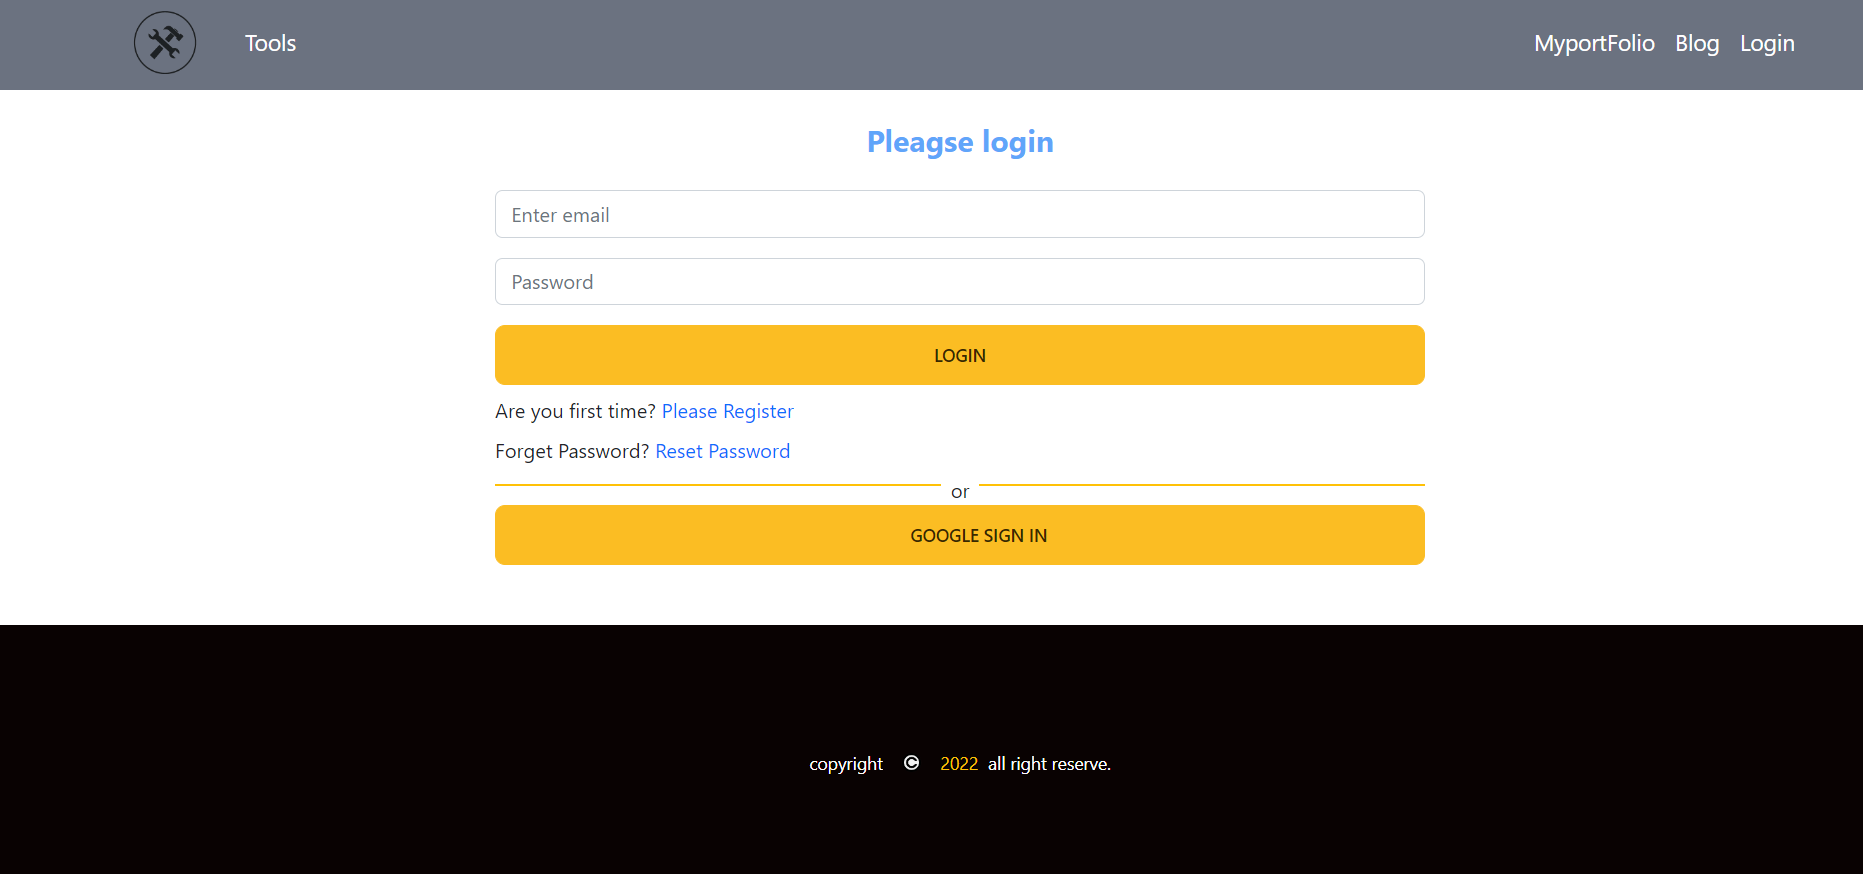 Tools MyportFolio Blog Login
Pleagse login
Enter email
Password
LOGIN
Are you first time? Please Register
Forget Password? Reset Password
or
GOOGLE SIGN IN
copyright © 2022 all right reserve.